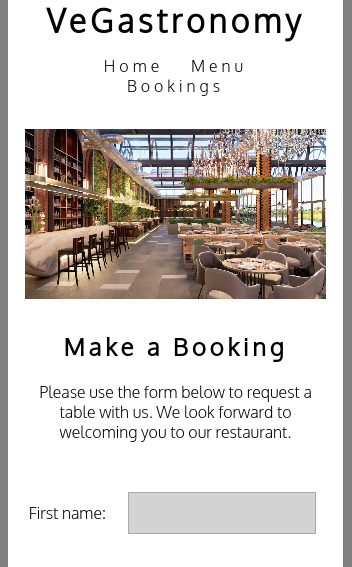 VeGastronomy
Home Menu
Bookings
Make a Booking
Please use the form below to request a
table with us. We look forward to
welcoming you to our restaurant.
First name: